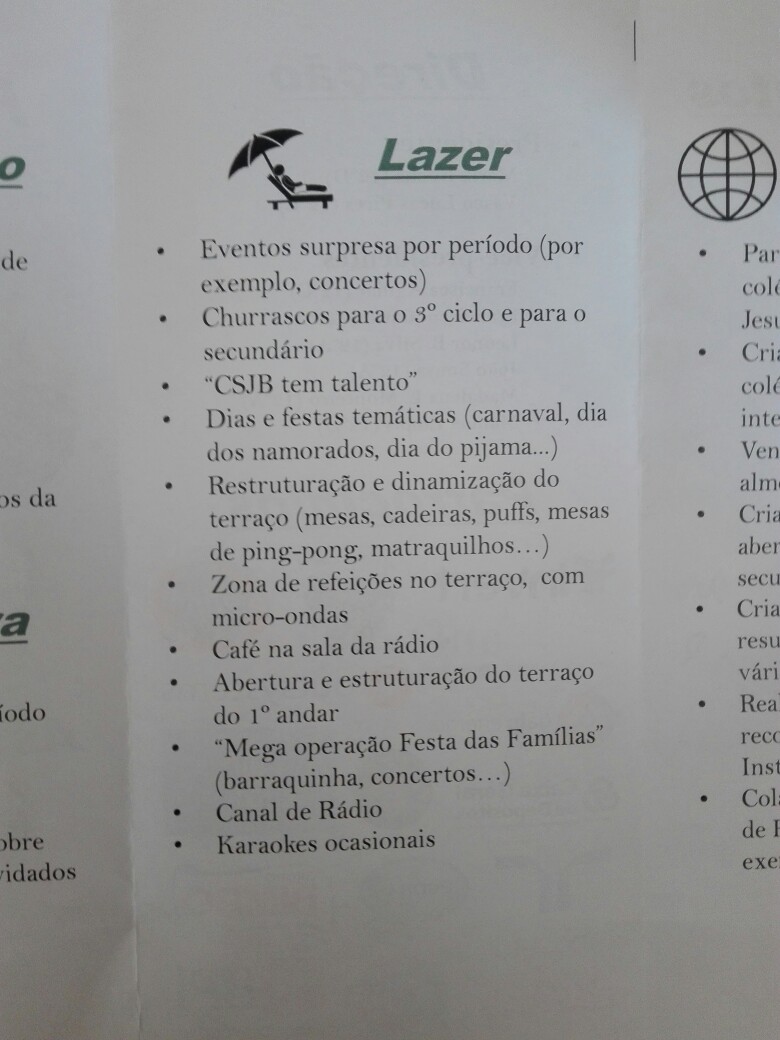 o
de
os da
va
íodo
obre
vidados
Lazer
• Eventos surpresa por período (por
exemplo, concertos)
• Churrascos para o 3º ciclo e para o
secundário
• “CSJB tem talento”
• Dias e festas temáticas (carnaval, dia
dos namorados, dia do pijama...)
• Restruturação e dinamização do
terraço (mesas, cadeiras, puffs, mesas
de ping-pong, matraquilhos…)
• Zona de refeições no terraço, com
micro-ondas
• Café na sala da rádio
• Abertura e estruturação do terraço
do 1º andar
• “Mega operação Festa das Famílias”
(barraquinha, concertos…)
• Canal de Rádio
• Karaokes ocasionais
• Par
colé
Jesu
• Cria
colé
inte
• Ven
alm
• Cria
aber
secu
• Cria
resu
vári
• Rea
reco
Inst
• Cola
de
exe